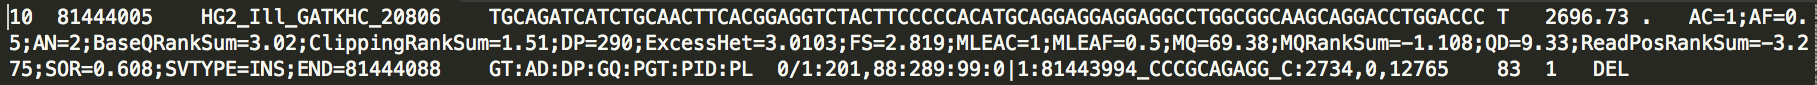 10 81444005 HG2_Ill_GATKHC_20806 TGCAGATCATCTGCAACTTCACGGAGGTCTACTTCCCCCACATGCAGGAGGAGGAGGCCTGGCGGCAAGCAGGACCTGGACCC T 2696.73 . AC=1;AF=0.
5;AN=2;BaseQRankSum=3.02;ClippingRankSum=1.51;DP=290;ExcessHet=3.0103;FS=2.819;MLEAC=1;MLEAF=0.5;MQ=69.38;MQRankSum=-1.108;QD=9.33;ReadPosRankSum=-3.2
75;SOR=0.608;SVTYPE=INS;END=81444088 GT:AD:DP:GQ:PGT:PID:PL 0/1:201,88:289:99:0|1:81443994_CCCGCAGAGG_C:2734,0,12765 83 1 DEL